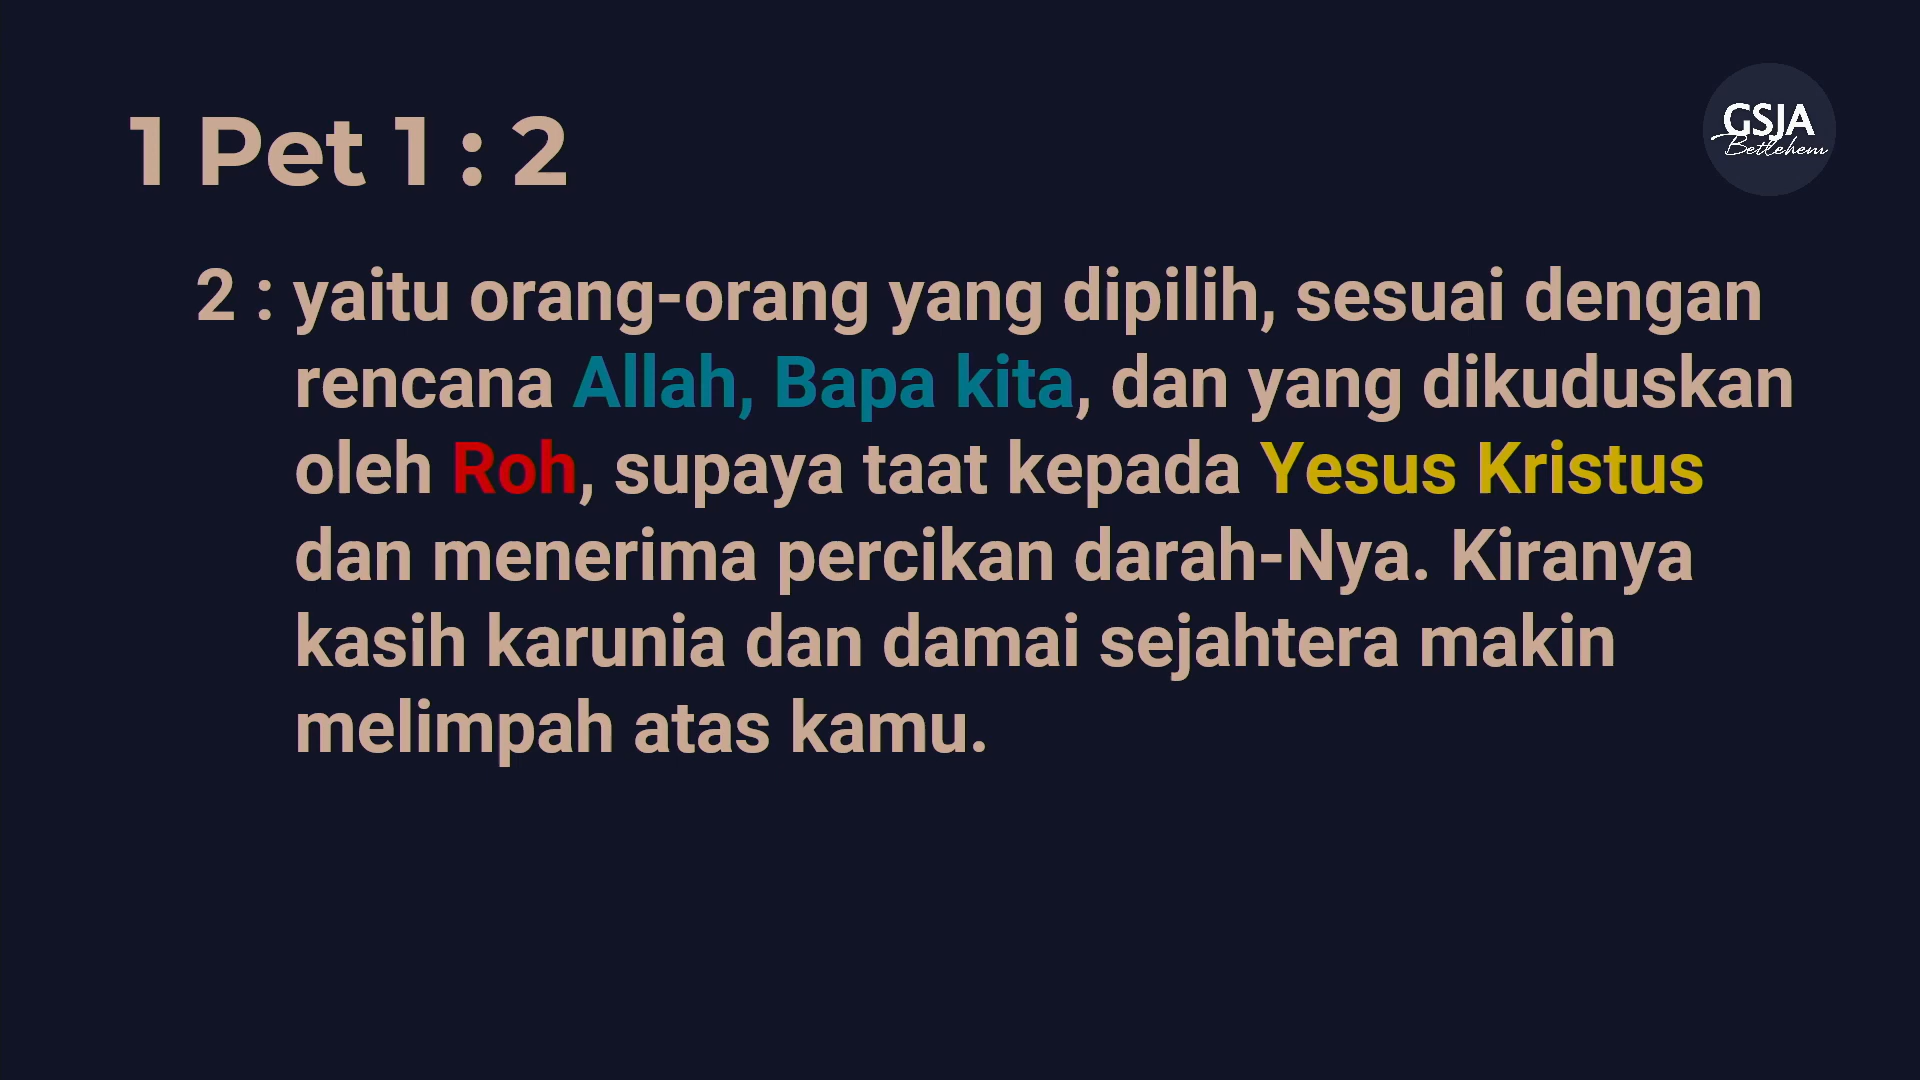 1 Pet 1 : 2
GSJA
Betlehem
2 : yaitu orang-orang yang dipilih, sesuai dengan
rencana Allah, Bapa kita, dan yang dikuduskan
oleh Roh, supaya taat kepada Yesus Kristus
dan menerima percikan darah-Nya. Kiranya
kasih karunia dan damai sejahtera makin
melimpah atas kamu.